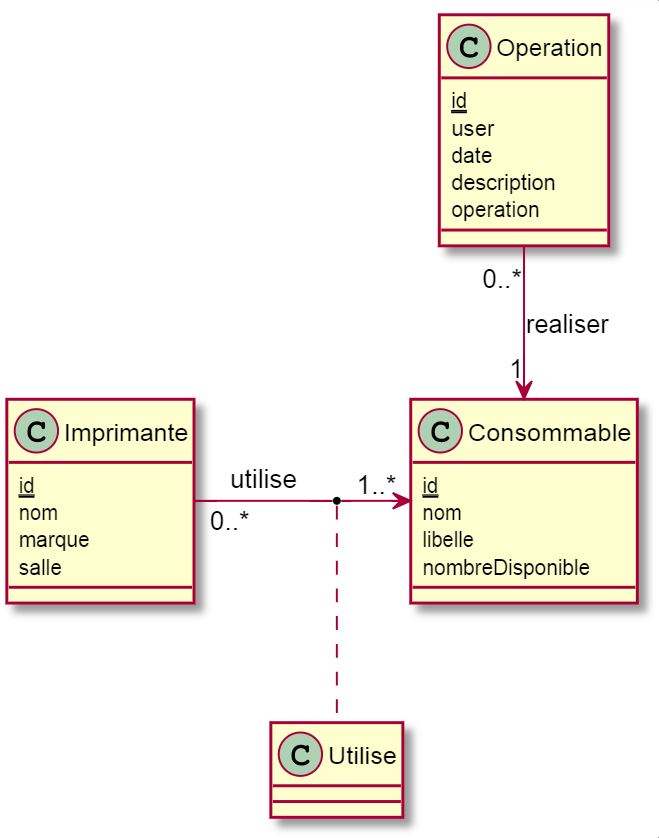 C Operation
id
user
date
description
operation
0..*
realiser
1
C Imprimante
id
nom
marque
salle
utilise
0..*
1..*
C Consommable
id
nom
libelle
nombreDisponible
C Utilise